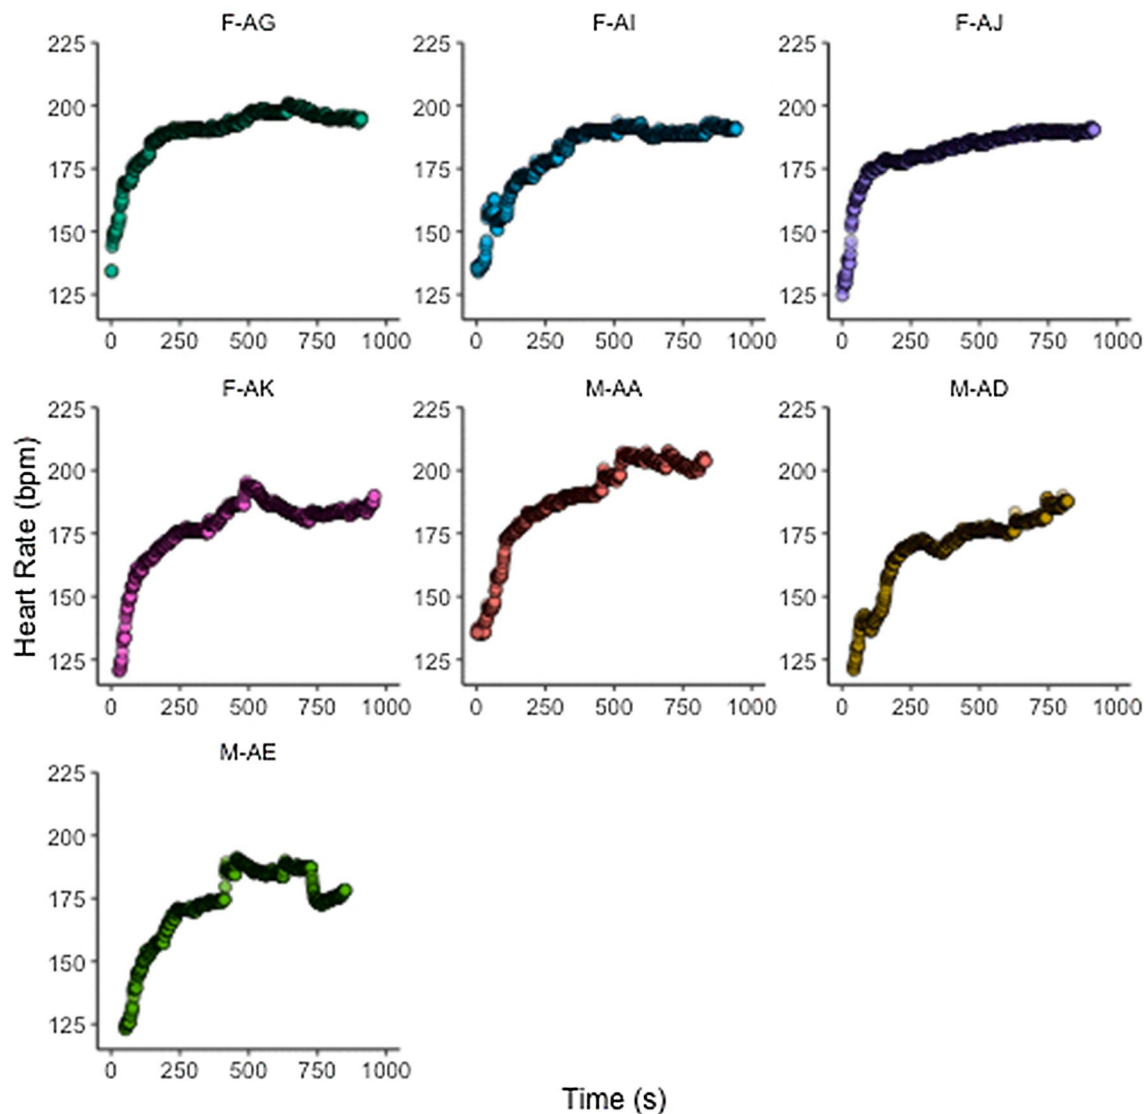 F-AG F-AI F-AJ
225 225 225
200 200 200
175 175 175
150 150 150
125 125 125
0 250 500 750 1000 0 250 500 750 1000 0 250 500 750 1000
F-AK M-AA M-AD
225 225 225
200 200 200
175 175 175
150 150 150
125 125 125
0 250 500 750 1000 0 250 500 750 1000 0 250 500 750 1000
Heart Rate (bpm)
M-AE
225
200
175
150
125
0 250 500 750 1000
Time (s)